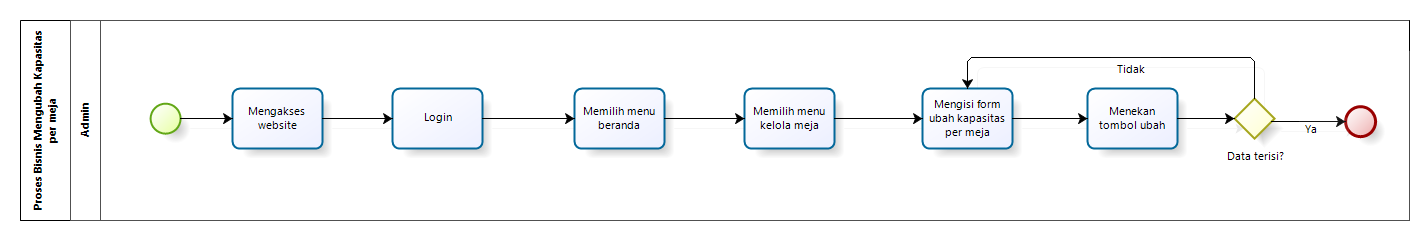 Proses Bisnis Mengubah Kapasitas
per meja
Admin
Mengakses
website
Login
Memilih menu
beranda
Memilih menu
kelola meja
Mengisi form
ubah kapasitas
per meja
Menekan
tombol ubah
Tidak
Data terisi?
Ya